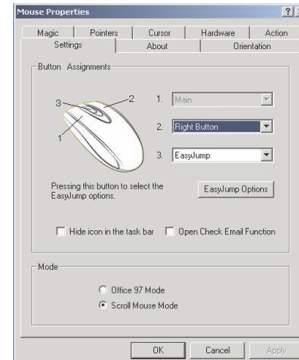 Mouse Properties
?
Magic Pointers Cursor Hardware Action
Settings About Orientation
Button Assignments
3 2 1
1. Main
2. Right Button
3. EasyJump
Pressing this button to select the
EasyJump options.
EasyJump Options
Hide icon in the task bar Open Check Email Function
Mode
Office 97 Mode
Scroll Mouse Mode
OK Cancel Apply